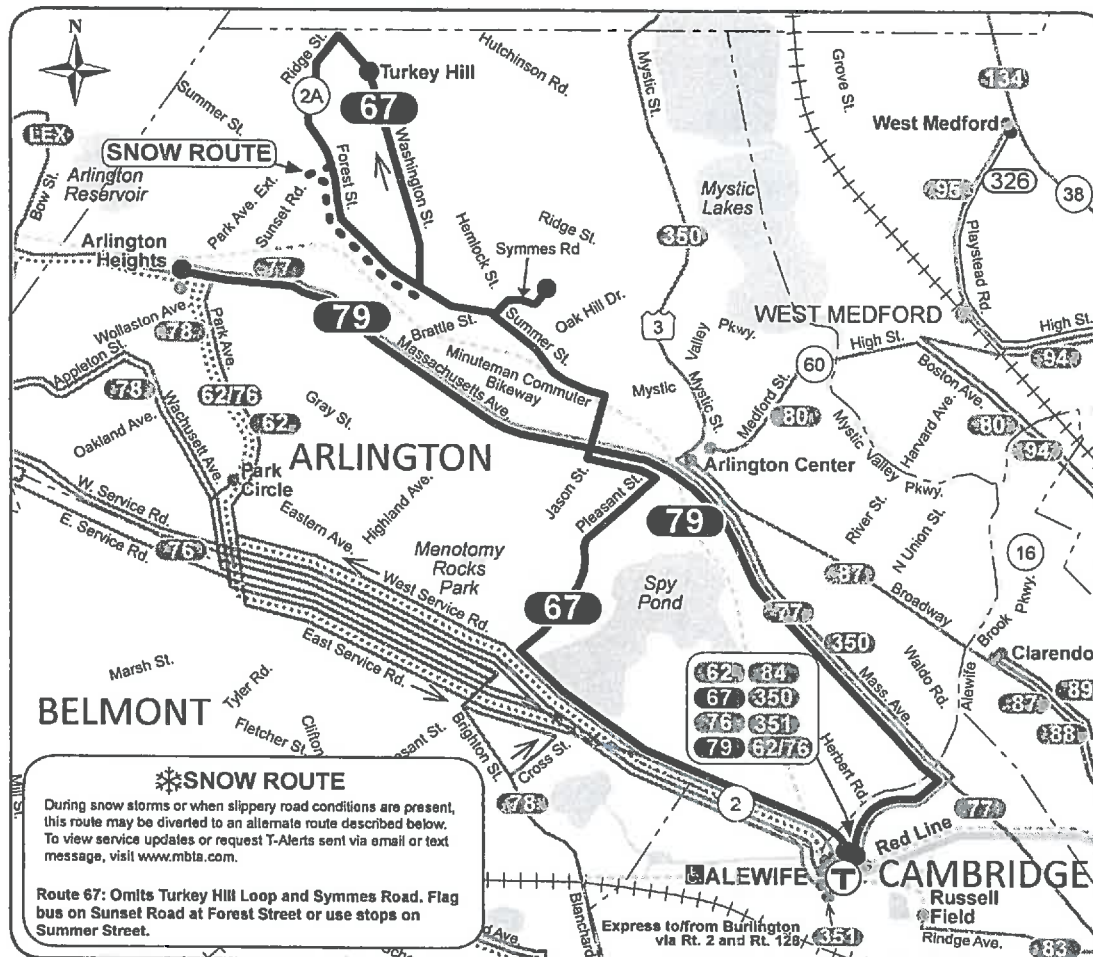 N
Ridge St.
Turkey Hill
Hutchinson Rd.
Mystic St.
Grove St.
134
2A
67
Summer St.
West Medford
LEX
SNOW ROUTE
Bow St.
Arlington
Reservoir
Forest St.
Washington St.
Mystic
Lakes
95
326
38
Park Ave. Ext.
Sunset Rd.
Hemlock St.
Ridge St.
Symmes Rd
350
Playstead Rd.
Arlington
Heights
77
79
Brattle St.
Summer St.
Oak Hill Dr.
3
Valley
Pkwy.
WEST MEDFORD
High St.
High St.
94
Wollaston Ave.
78
Park Ave.
Massachusetts Ave.
Minuteman Commuter
Bikeway
Mystic
Mystic St.
60
Medford St.
80
Boston Ave.
Appleton St.
78
62/76
62
Gray St.
Oakland Ave.
Wachusett Ave.
Mystic Valley
Pkwy.
Harvard Ave.
80
94
ARLINGTON
Arlington Center
Park
Circle
Jason St.
Pleasant St.
79
W. Service Rd.
E. Service Rd.
76
Eastern Ave.
Highland Ave.
River St.
N Union St.
16
Menotomy
Rocks
Park
West Service Rd.
67
Spy
Pond
87
Broadway
77
350
Brook
Pkwy.
Alewife
Clarendo
Marsh St.
East Service Rd.
Tyler Rd.
62 84
67 350
76 351
79 62/76
Mass Ave.
Waldo Rd.
87
89
88
BELMONT
Fletcher St.
Clifton
asant St.
Brighton St.
Cross St.
Herbert Rd.
Mill St.
78
2
77
Red Line
SNOW ROUTE
During snow storms or when slippery road conditions are present,
this route may be diverted to an alternate route described below.
To view service updates or request T-Alerts sent via email or text
message, visit www.mbta.com.
Route 67: Omits Turkey Hill Loop and Symmes Road. Flag
bus on Sunset Road at Forest Street or use stops on
Summer Street.
ALEWIFE
T
CAMBRIDGE
Russell
Field
Blanchard
Express to/from Burlington
via Rt. 2 and Rt. 128
351
Rindge Ave.
83